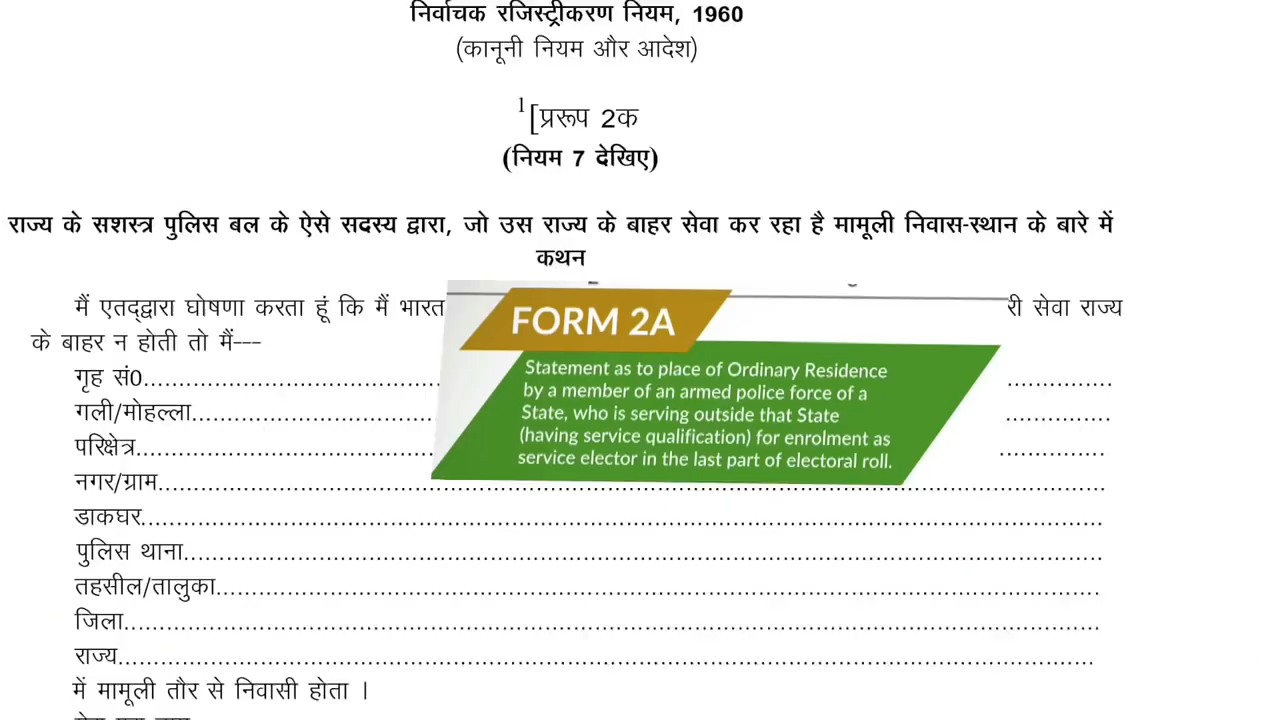 निर्वाचक रजिस्ट्रीकरण नियम, 1960
(कानूनी नियम और आदेश)
1[प्ररूप 2क
(नियम 7 देखिए)
राज्य के सशस्त्र पुलिस बल के ऐसे सदस्य द्वारा, जो उस राज्य के बाहर सेवा कर रहा है मामूली निवास-स्थान के बारे में
कथन
मैं एतद्द्वारा घोषणा करता हूं कि मैं भारत
री सेवा राज्य
के बाहर न होती तो मैं---
FORM 2A
Statement as to place of Ordinary Residence
by a member of an armed police force of a
State, who is serving outside that State
(having service qualification) for enrolment as
service elector in the last part of electoral roll.
गृह सं0..........
गली/मोहल्ला..........
परिक्षेत्र..........
नगर/ग्राम..........
डाकघर..........
पुलिस थाना..........
तहसील/तालुका..........
जिला..........
राज्य..........
में मामूली तौर से निवासी होता ।